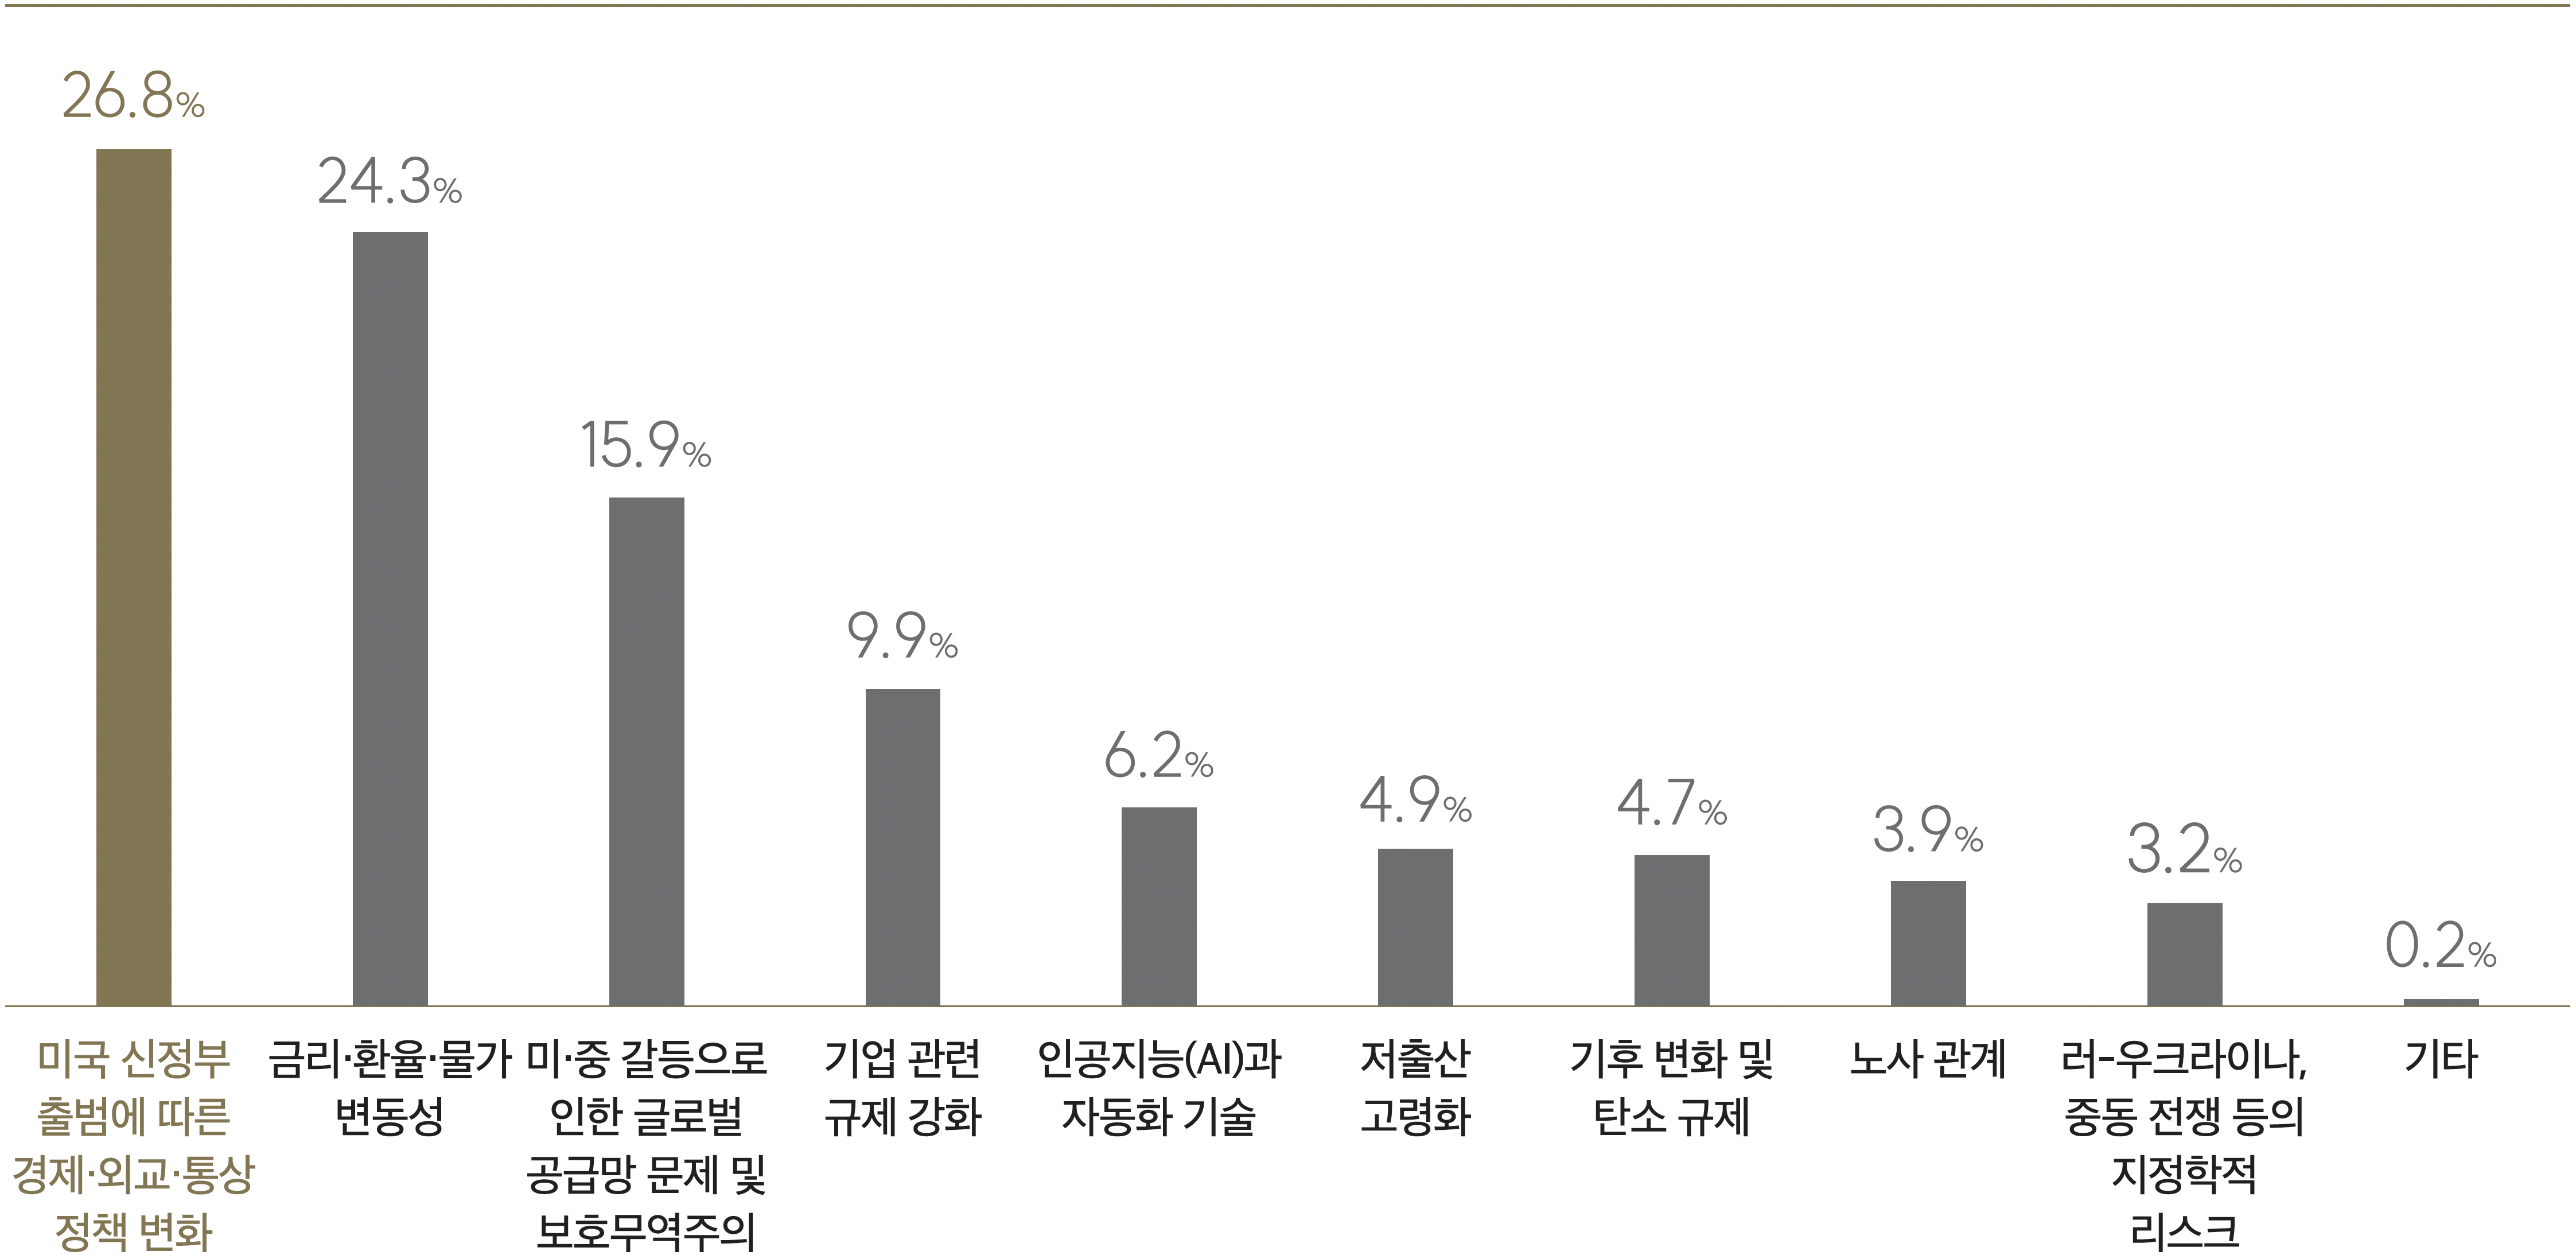 26.8%
24.3%
15.9%
9.9%
6.2%
4.9%
4.7%
3.9%
3.2%
0.2%
미국 신정부
출범에 따른
경제·외교·통상
정책 변화
금리·환율·물가
변동성
미·중 갈등으로
인한 글로벌
공급망 문제 및
보호무역주의
기업 관련
규제 강화
인공지능(AI)과
자동화 기술
저출산
고령화
기후 변화 및
탄소 규제
노사 관계
러-우크라이나,
중동 전쟁 등의
지정학적
리스크
기타